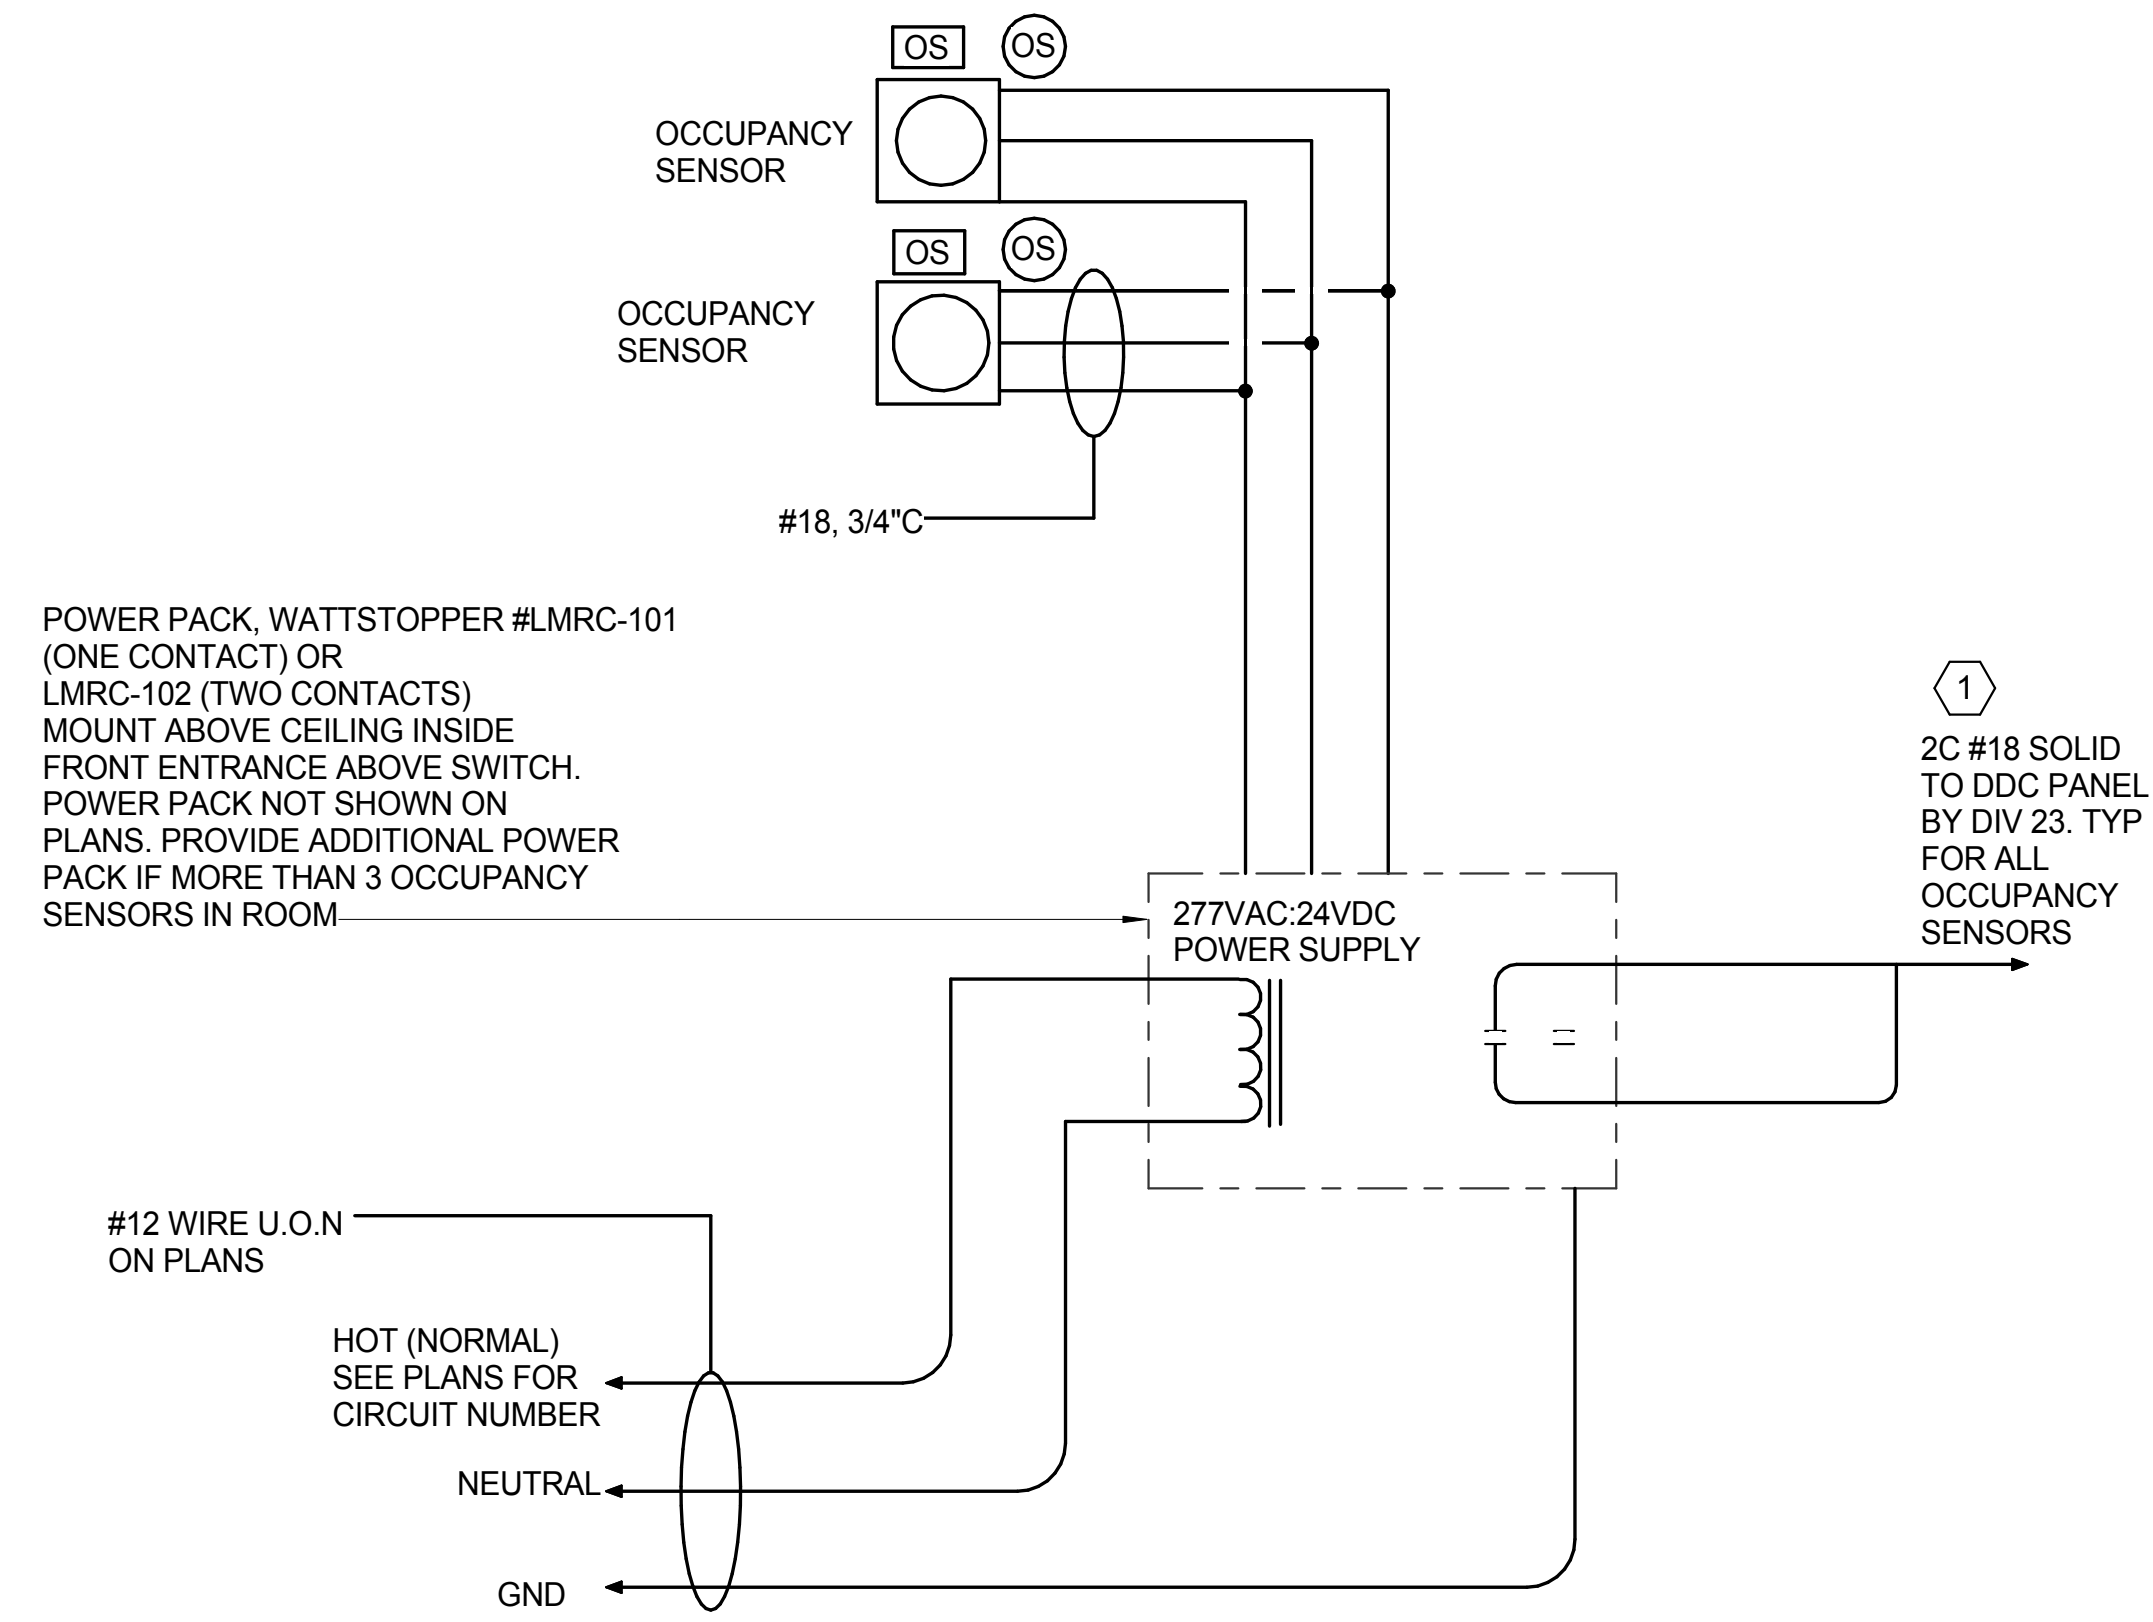 OS OS
OCCUPANCY
SENSOR
OS OS
OCCUPANCY
SENSOR
#18, 3/4"C
POWER PACK, WATTSTOPPER #LMRC-101
(ONE CONTACT) OR
LMRC-102 (TWO CONTACTS)
MOUNT ABOVE CEILING INSIDE
FRONT ENTRANCE ABOVE SWITCH.
POWER PACK NOT SHOWN ON
PLANS. PROVIDE ADDITIONAL POWER
PACK IF MORE THAN 3 OCCUPANCY
SENSORS IN ROOM
1
2C #18 SOLID
TO DDC PANEL
BY DIV 23. TYP
FOR ALL
OCCUPANCY
SENSORS
277VAC:24VDC
POWER SUPPLY
#12 WIRE U.O.N
ON PLANS
HOT (NORMAL)
SEE PLANS FOR
CIRCUIT NUMBER
NEUTRAL
GND